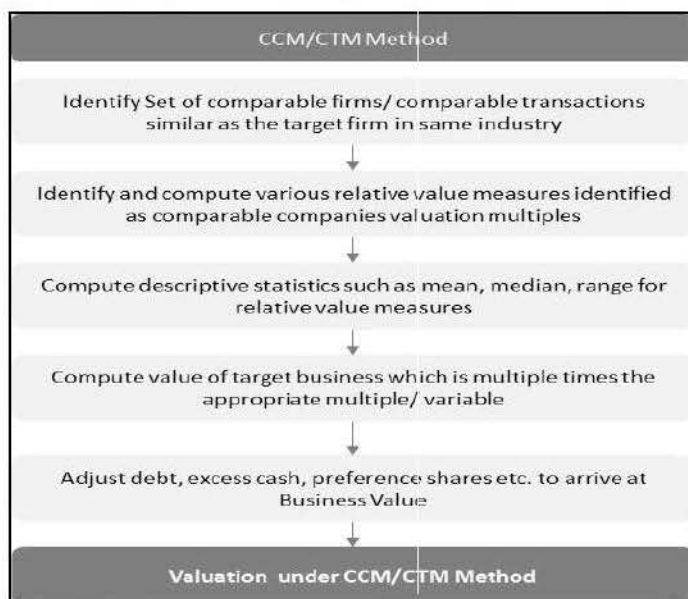 CCM/CTM Method
Identify Set of comparable firms/ comparable transactions
similar as the target firm in same industry
Identify and compute various relative value measures identified
as comparable companies valuation multiples
Compute descriptive statistics such as mean, median, range for
relative value measures
Compute value of target business which is multiple times the
appropriate multiple/ variable
Adjust debt, excess cash, preference shares etc. to arrive at
Business Value
Valuation under CCM/CTM Method